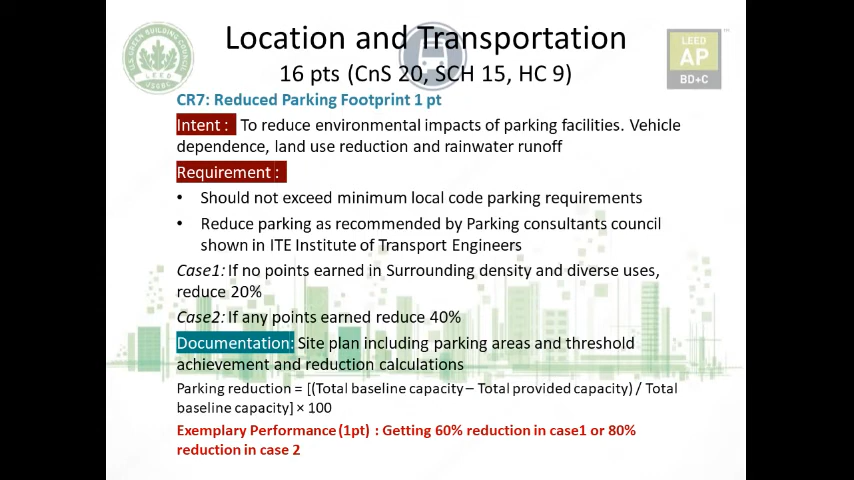 Location and Transportation
16 pts (CnS 20, SCH 15, HC 9)
U.S. GREEN BUILDING COUNCIL
LEED
USGBC
LEED
AP
BD+C
TM
CR7: Reduced Parking Footprint 1 pt
Intent : To reduce environmental impacts of parking facilities. Vehicle
dependence, land use reduction and rainwater runoff
Requirement :
• Should not exceed minimum local code parking requirements
• Reduce parking as recommended by Parking consultants council
shown in ITE Institute of Transport Engineers
Case1: If no points earned in Surrounding density and diverse uses,
reduce 20%
Case2: If any points earned reduce 40%
Documentation: Site plan including parking areas and threshold
achievement and reduction calculations
Parking reduction = [(Total baseline capacity – Total provided capacity) / Total
baseline capacity] × 100
Exemplary Performance (1pt) : Getting 60% reduction in case1 or 80%
reduction in case 2